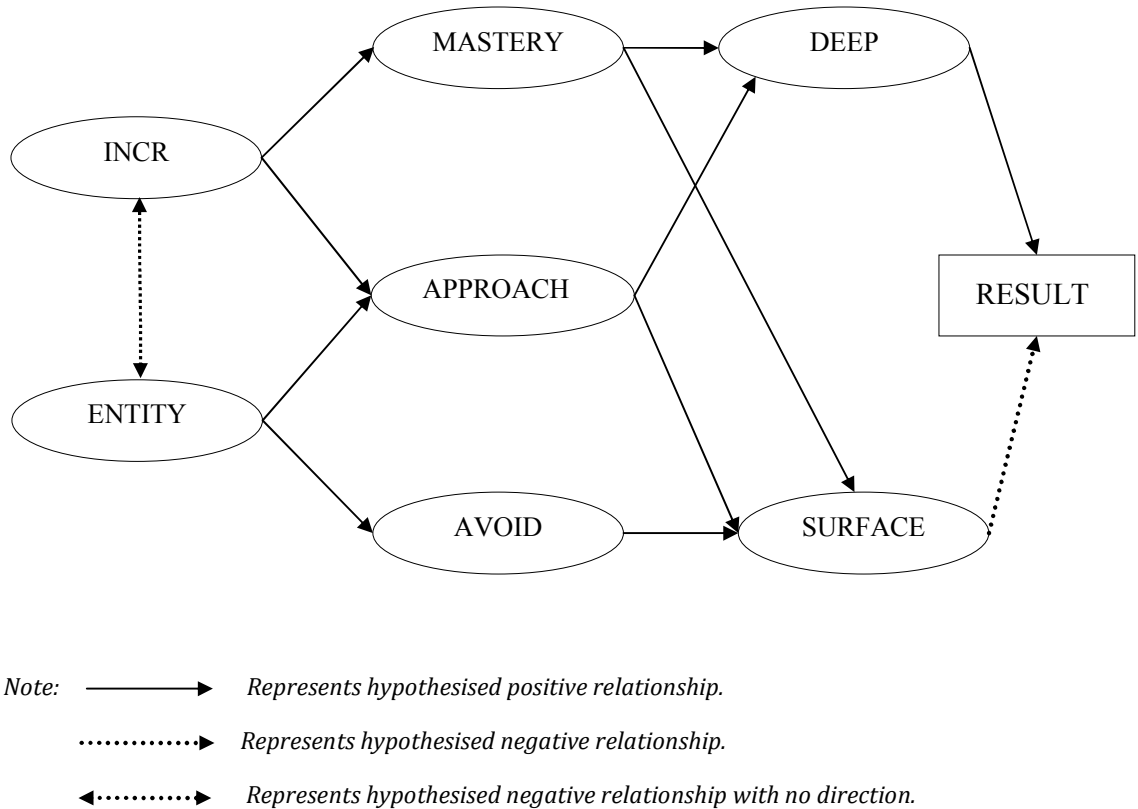 MASTERY
DEEP
INCR
APPROACH
RESULT
ENTITY
AVOID
SURFACE
Note:
Represents hypothesised positive relationship.
Represents hypothesised negative relationship.
Represents hypothesised negative relationship with no direction.